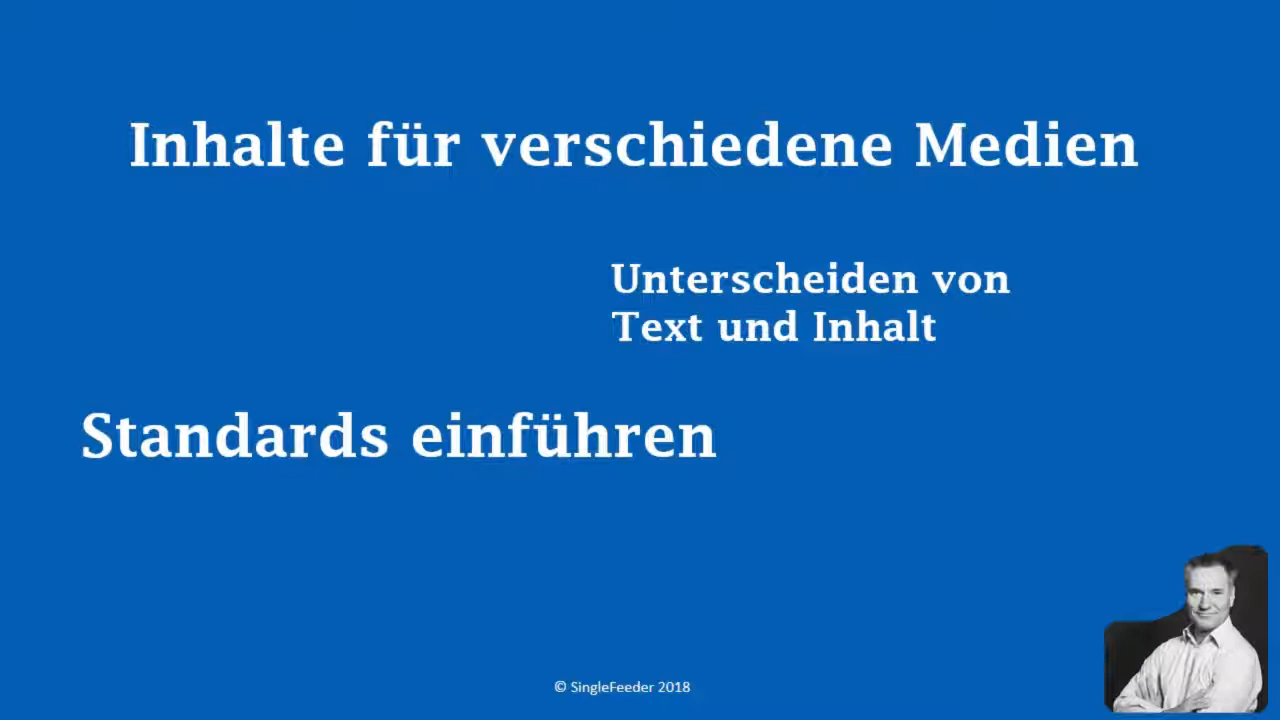 Inhalte für verschiedene Medien
Unterscheiden von
Text und Inhalt
Standards einführen
© SingleFeeder 2018